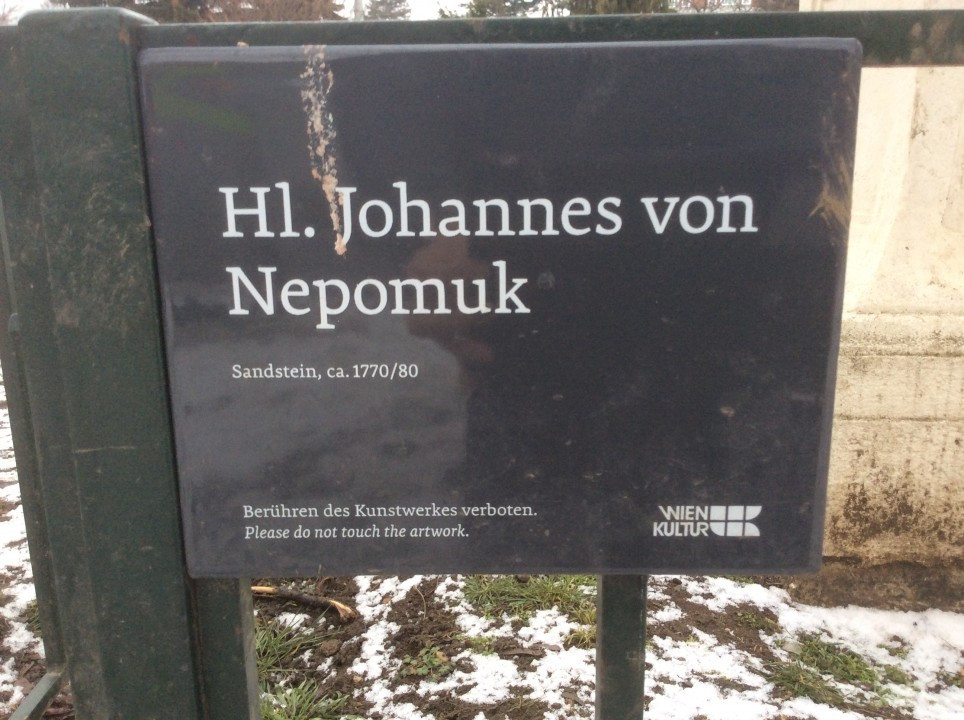 Hl. Johannes von
Nepomuk
Sandstein, ca. 1770/80
Berühren des Kunstwerkes verboten.
Please do not touch the artwork.
WIEN
KULTUR